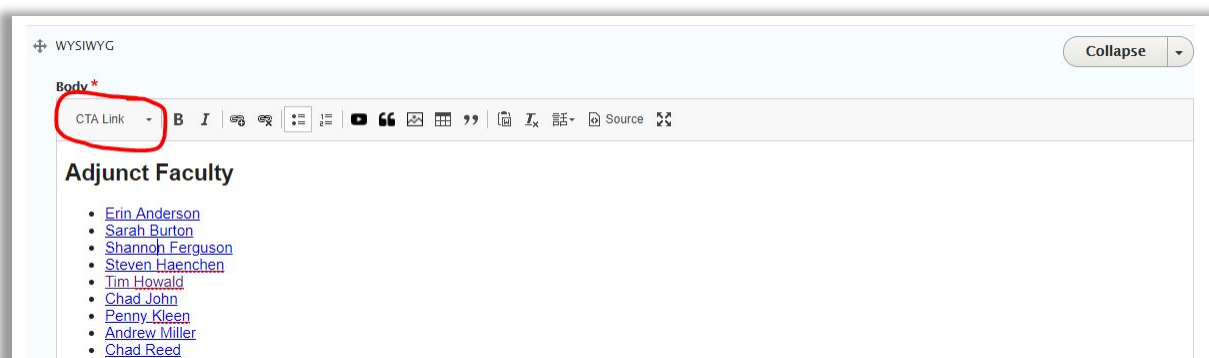 WYSIWYG
Collapse
Body *
CTA Link B I 話 Source
Adjunct Faculty
Erin Anderson
Sarah Burton
Shannon Ferguson
Steven Haenchen
Tim Howald
Chad John
Penny Kleen
Andrew Miller
Chad Reed